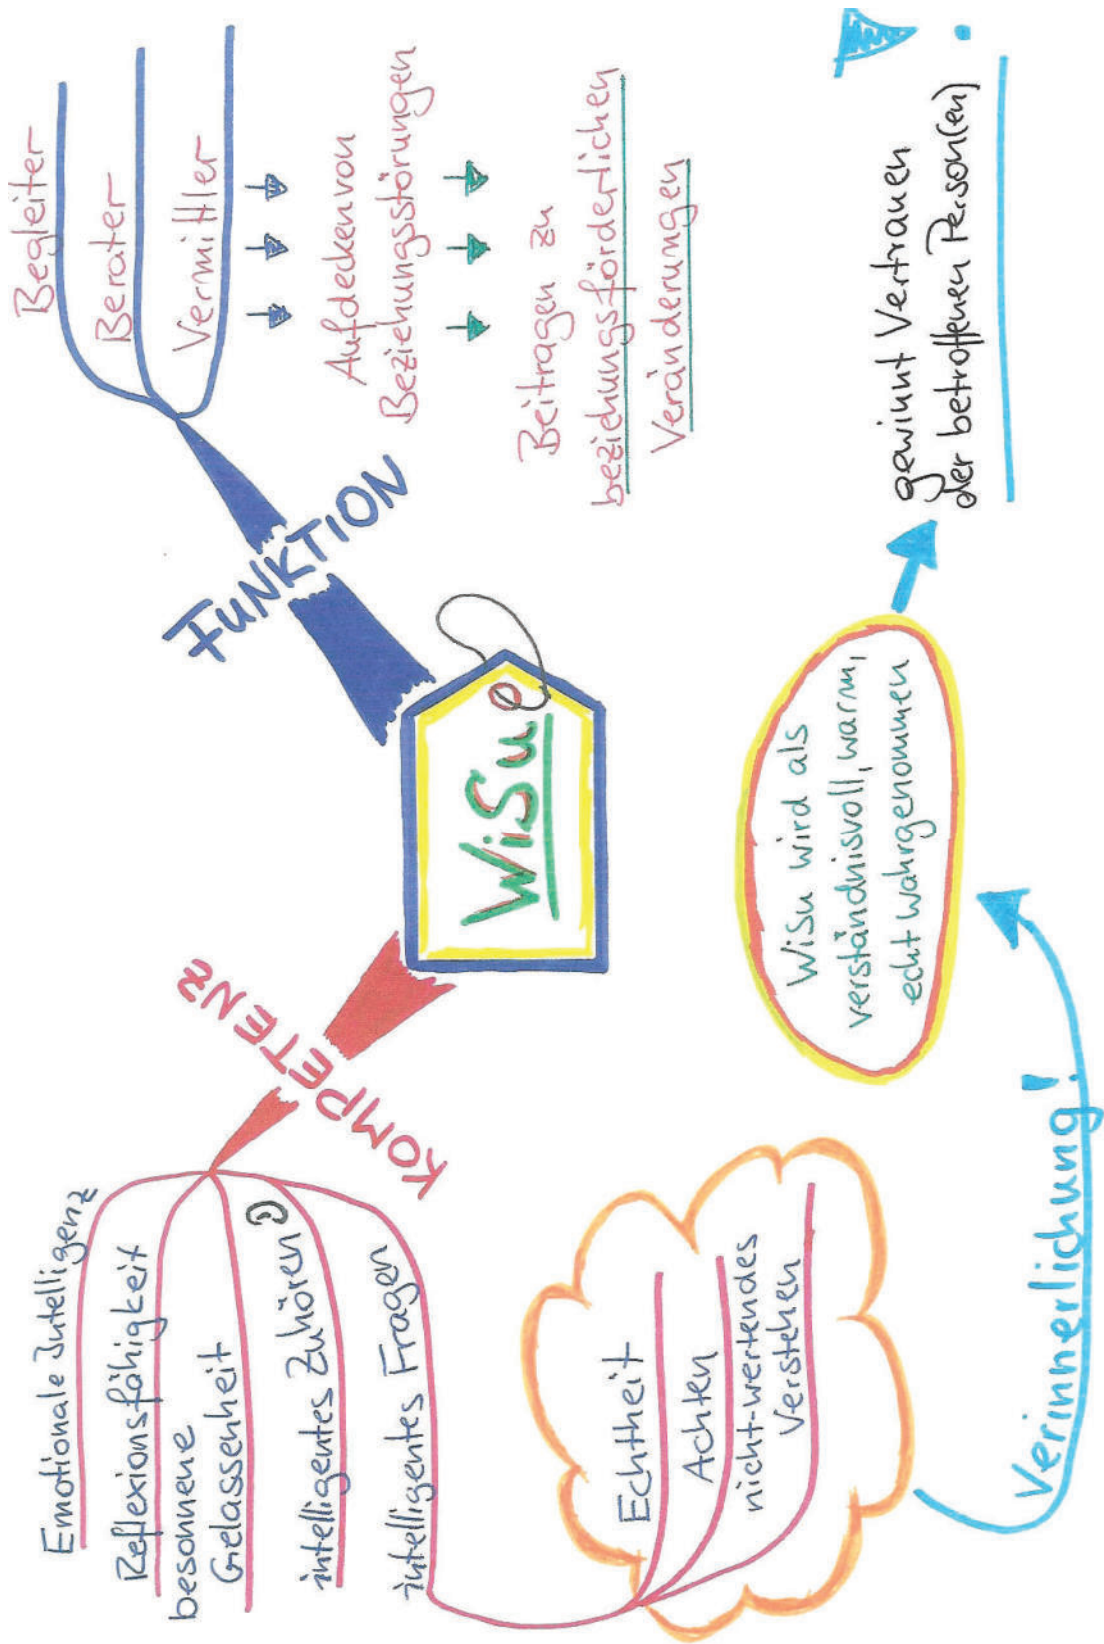 WiSu
KOMPETENZ
Emotionale Intelligenz
Reflexionsfähigkeit
besonnene
Gelassenheit
intelligentes Zuhören
intelligentes Fragen
Echtheit
Achten
nicht-wertendes
Verstehen
Verinnerlichung!
WiSu wird als
verständnisvoll, warm,
echt wahrgenommen
gewinnt Vertrauen
der betroffenen Person(en)
!
FUNKTION
Begleiter
Berater
Vermittler
Aufdecken von
Beziehungsstörungen
Beitragen zu
beziehungsförderlichen
Veränderungen